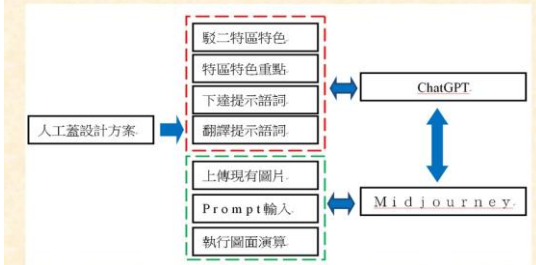 駁二特區特色
特區特色重點
下達提示語詞
翻譯提示語詞
ChatGPT
人工蓋設計方案
上傳現有圖片
Prompt輸入
執行圖面演算
Midjourney